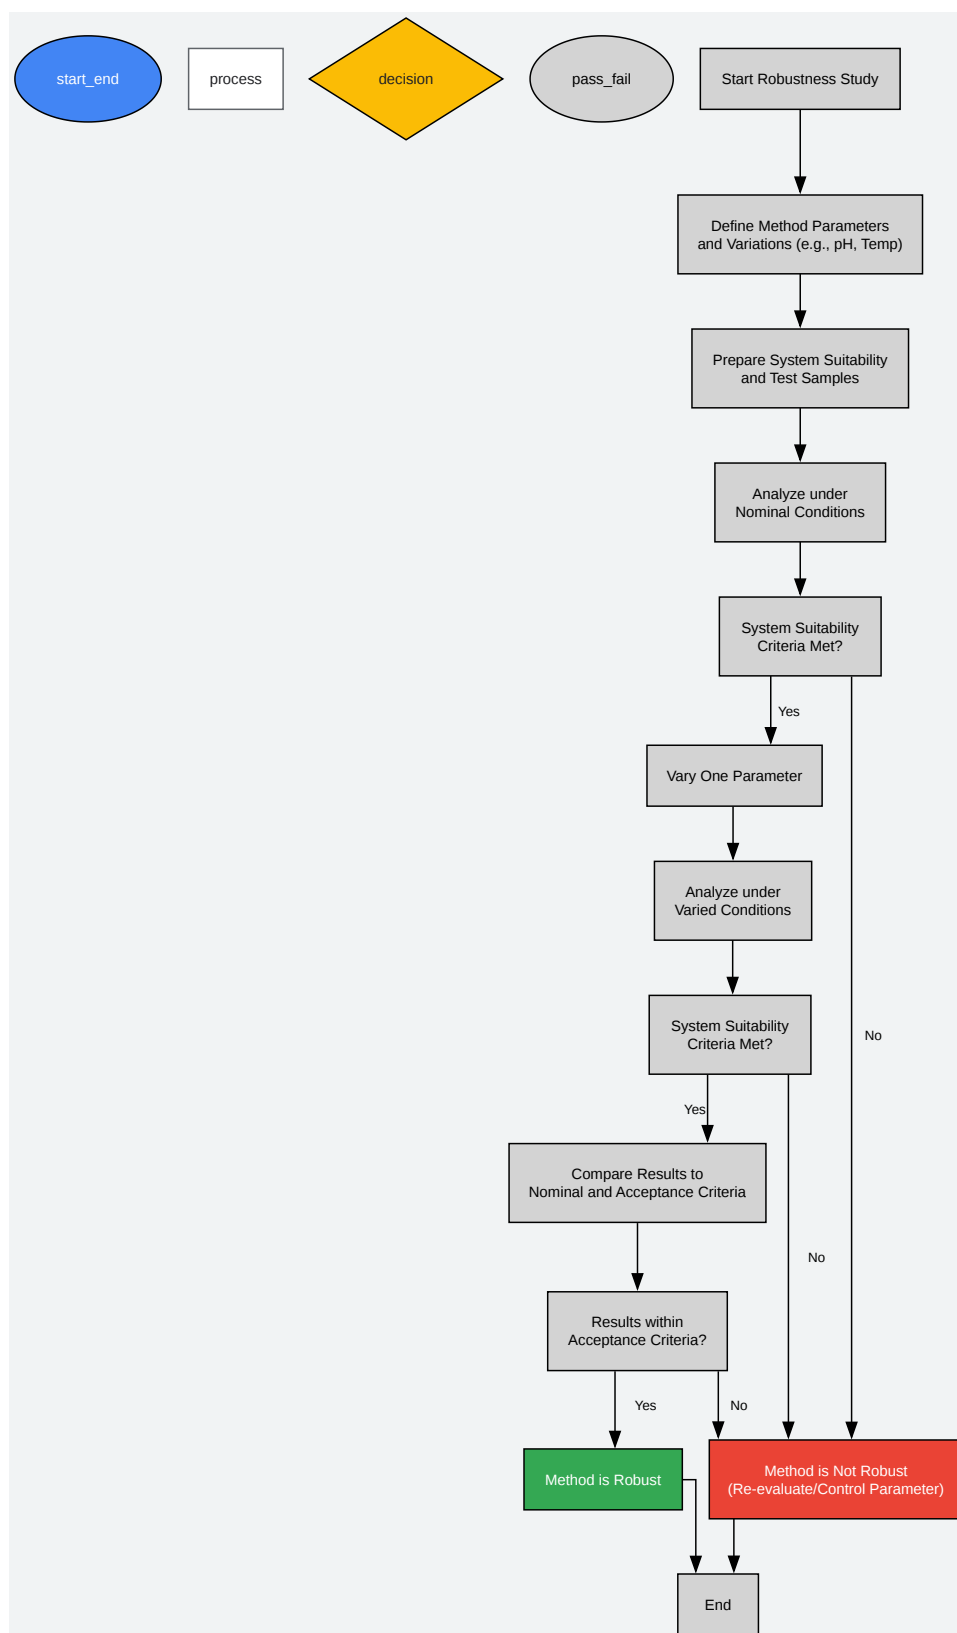 start_end
process
decision
pass_fail
Start Robustness Study
Define Method Parameters
and Variations (e.g., pH, Temp)
Prepare System Suitability
and Test Samples
Analyze under
Nominal Conditions
System Suitability
Criteria Met?
Yes
Vary One Parameter
Analyze under
Varied Conditions
System Suitability
Criteria Met?
No
Yes
Compare Results to
Nominal and Acceptance Criteria
No
Results within
Acceptance Criteria?
Yes
No
Method is Robust
Method is Not Robust
(Re-evaluate/Control Parameter)
End